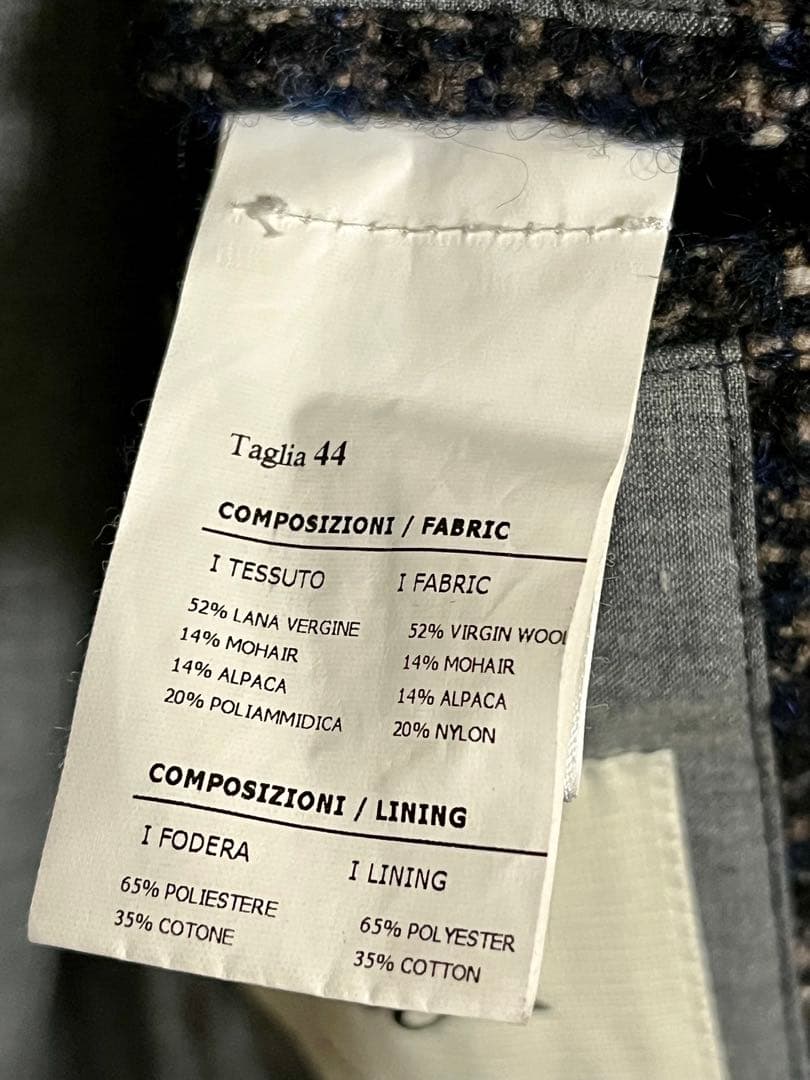 Taglia 44
COMPOSIZIONI / FABRIC
I TESSUTO I FABRIC
52% LANA VERGINE 52% VIRGIN WOOL
14% MOHAIR 14% MOHAIR
14% ALPACA 14% ALPACA
20% POLIAMMIDICA 20% NYLON
COMPOSIZIONI / LINING
I FODERA I LINING
65% POLIESTERE 65% POLYESTER
35% COTONE 35% COTTON